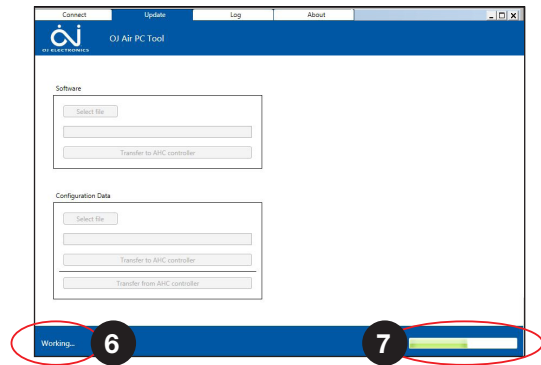 Connect Update Log About
OJ ELECTRONICS
OJ Air PC Tool
Software
Select file
Transfer to AHC controller
Configuration Data
Select file
Transfer to AHC controller
Transfer from AHC controller
Working... 6 7